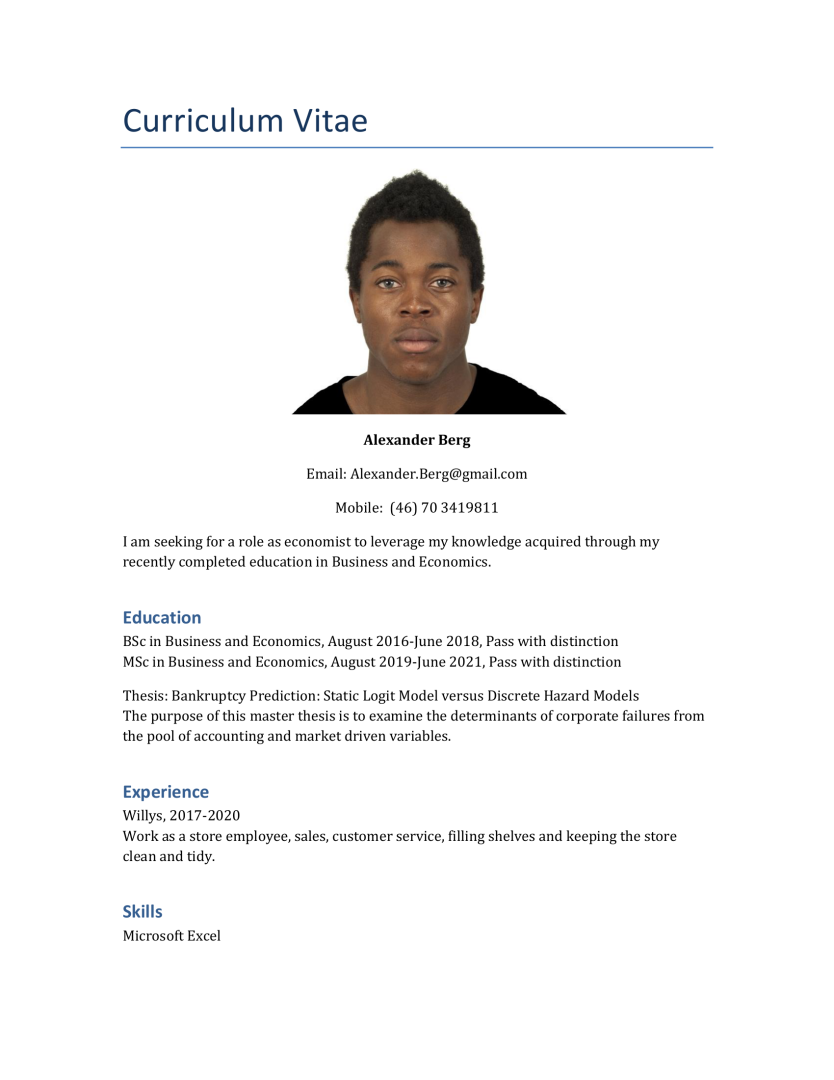 Curriculum Vitae
Alexander Berg
Email: Alexander.Berg@gmail.com
Mobile:  (46) 70 3419811
I am seeking for a role as economist to leverage my knowledge acquired through my
recently completed education in Business and Economics.
Education
BSc in Business and Economics, August 2016-June 2018, Pass with distinction
MSc in Business and Economics, August 2019-June 2021, Pass with distinction
Thesis: Bankruptcy Prediction: Static Logit Model versus Discrete Hazard Models
The purpose of this master thesis is to examine the determinants of corporate failures from
the pool of accounting and market driven variables.
Experience
Willys, 2017-2020
Work as a store employee, sales, customer service, filling shelves and keeping the store
clean and tidy.
Skills
Microsoft Excel